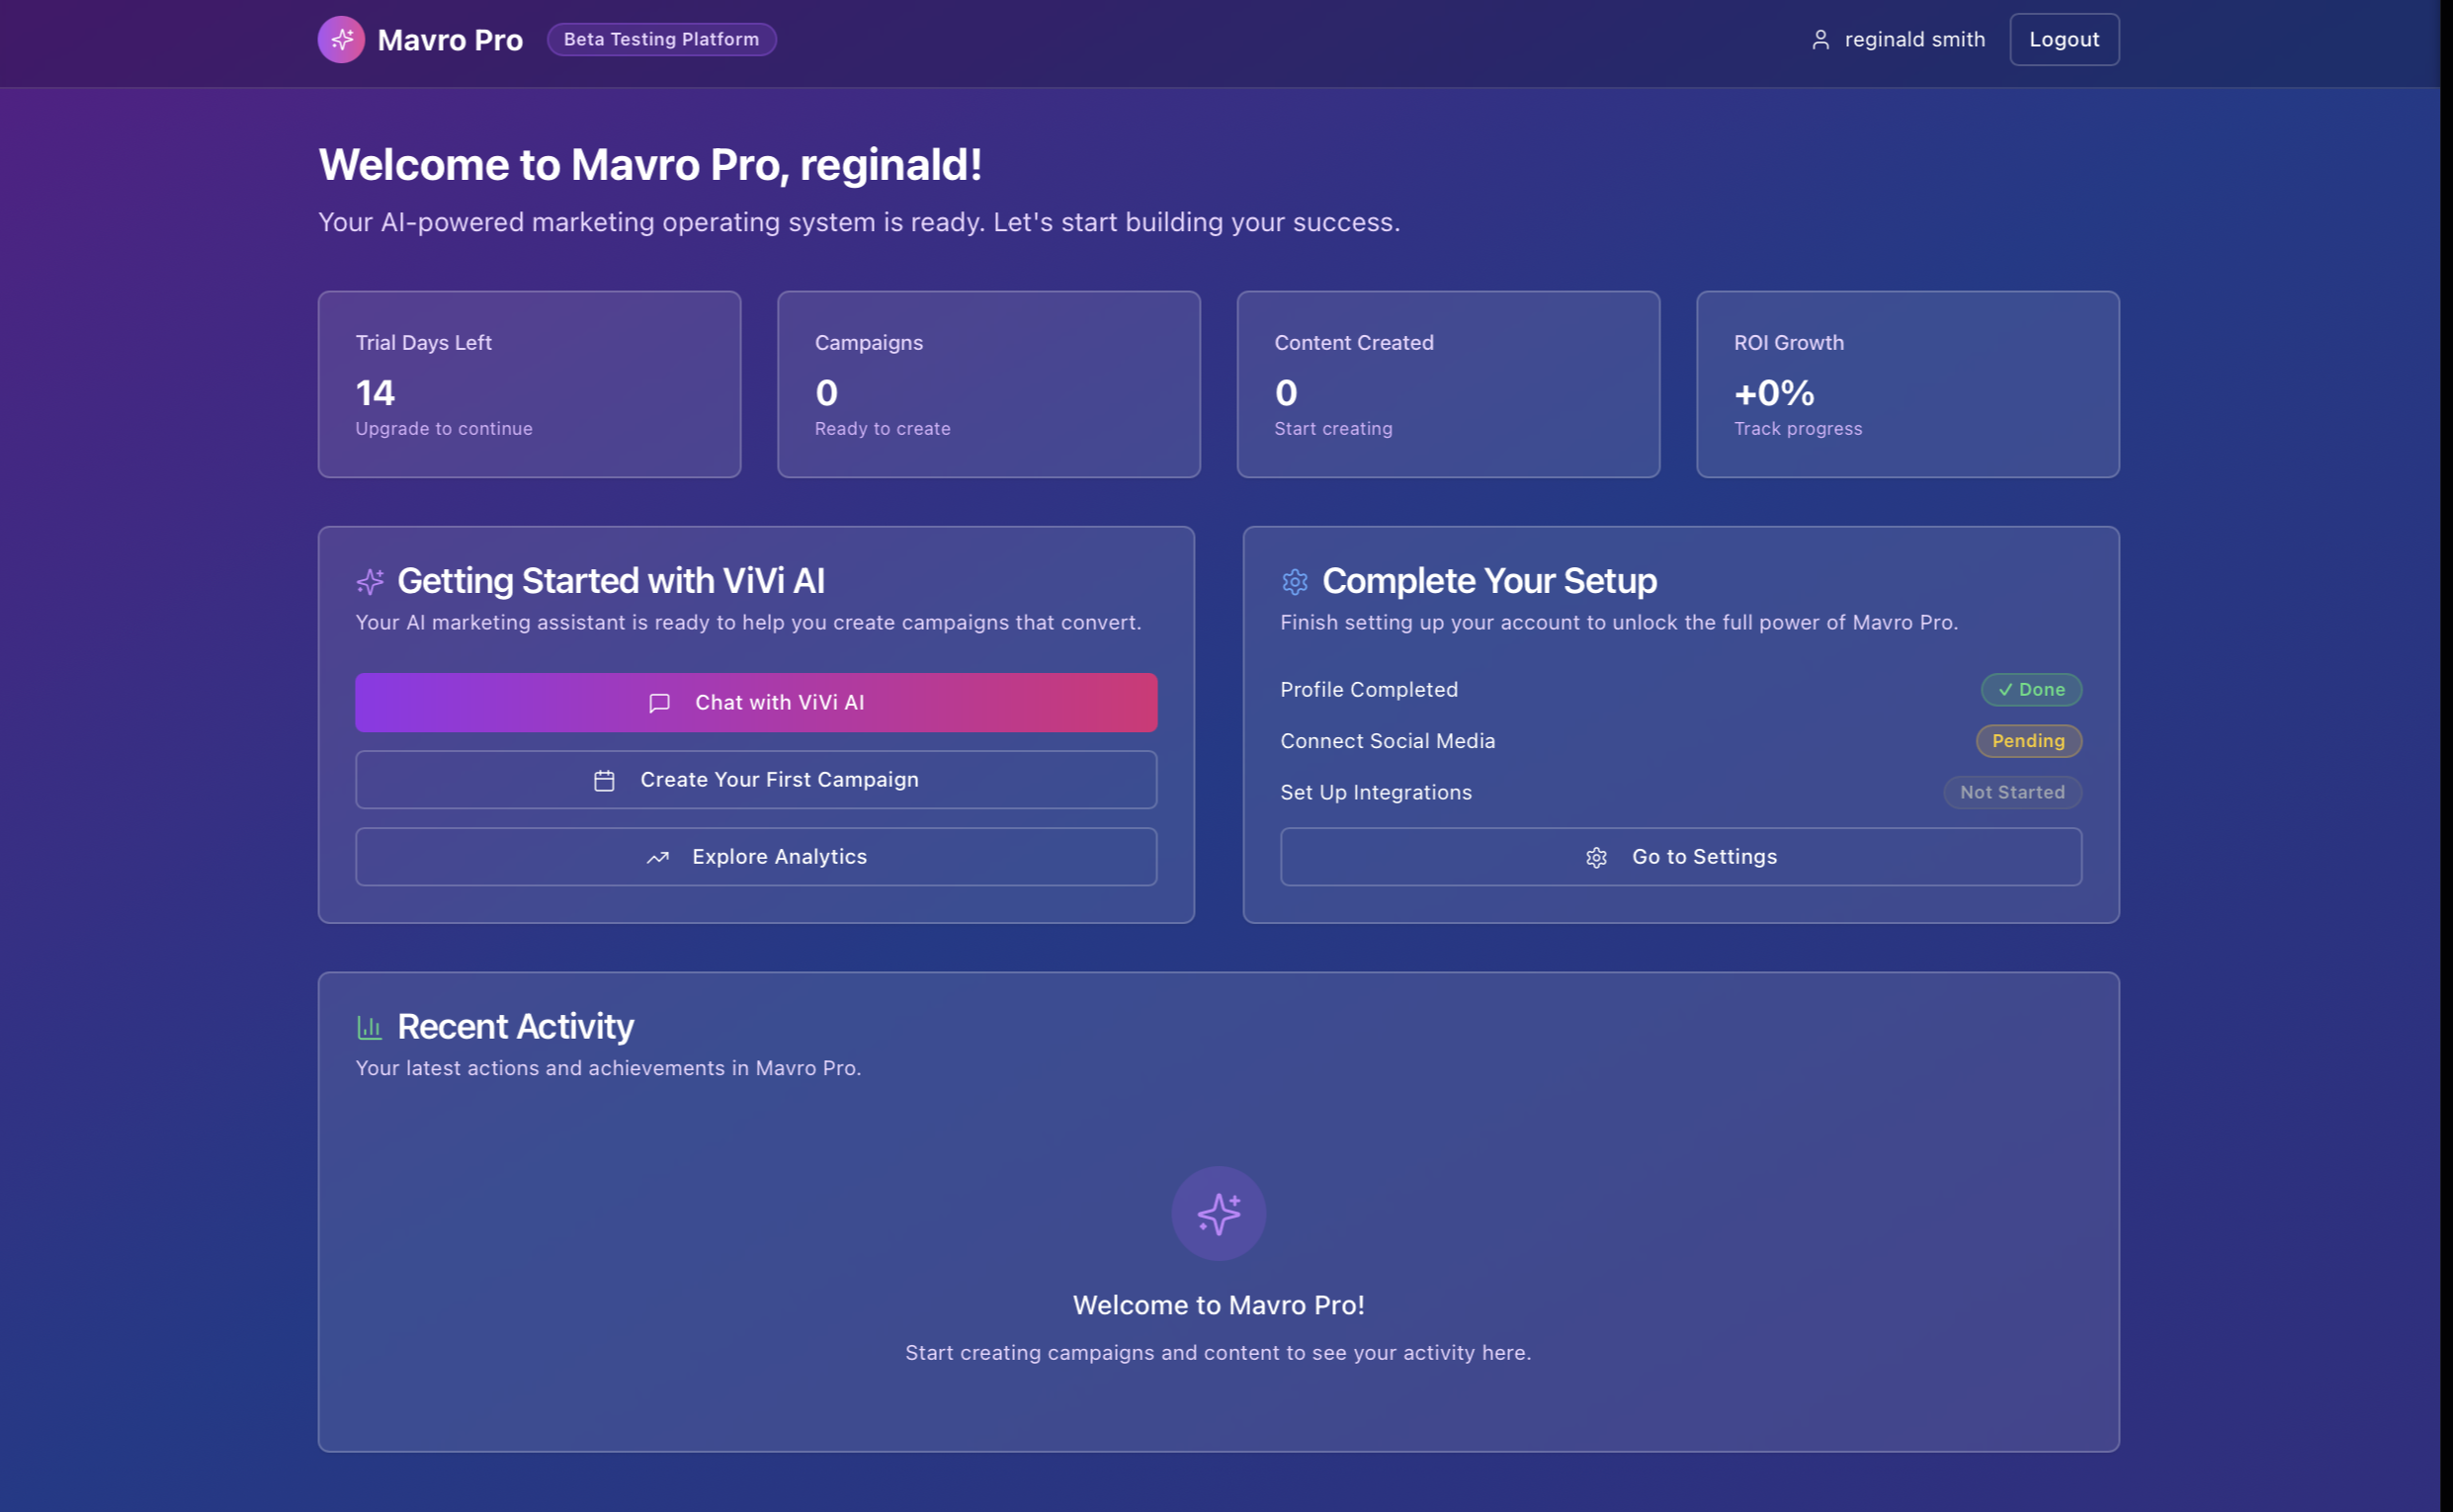 Mavro Pro
Beta Testing Platform
reginald smith
Logout
Welcome to Mavro Pro, reginald!
Your AI-powered marketing operating system is ready. Let's start building your success.
Trial Days Left
14
Upgrade to continue
Campaigns
0
Ready to create
Content Created
0
Start creating
ROI Growth
+0%
Track progress
Getting Started with ViVi AI
Your AI marketing assistant is ready to help you create campaigns that convert.
Chat with ViVi AI
Create Your First Campaign
Explore Analytics
Complete Your Setup
Finish setting up your account to unlock the full power of Mavro Pro.
Profile Completed
✓ Done
Connect Social Media
Pending
Set Up Integrations
Not Started
Go to Settings
Recent Activity
Your latest actions and achievements in Mavro Pro.
Welcome to Mavro Pro!
Start creating campaigns and content to see your activity here.